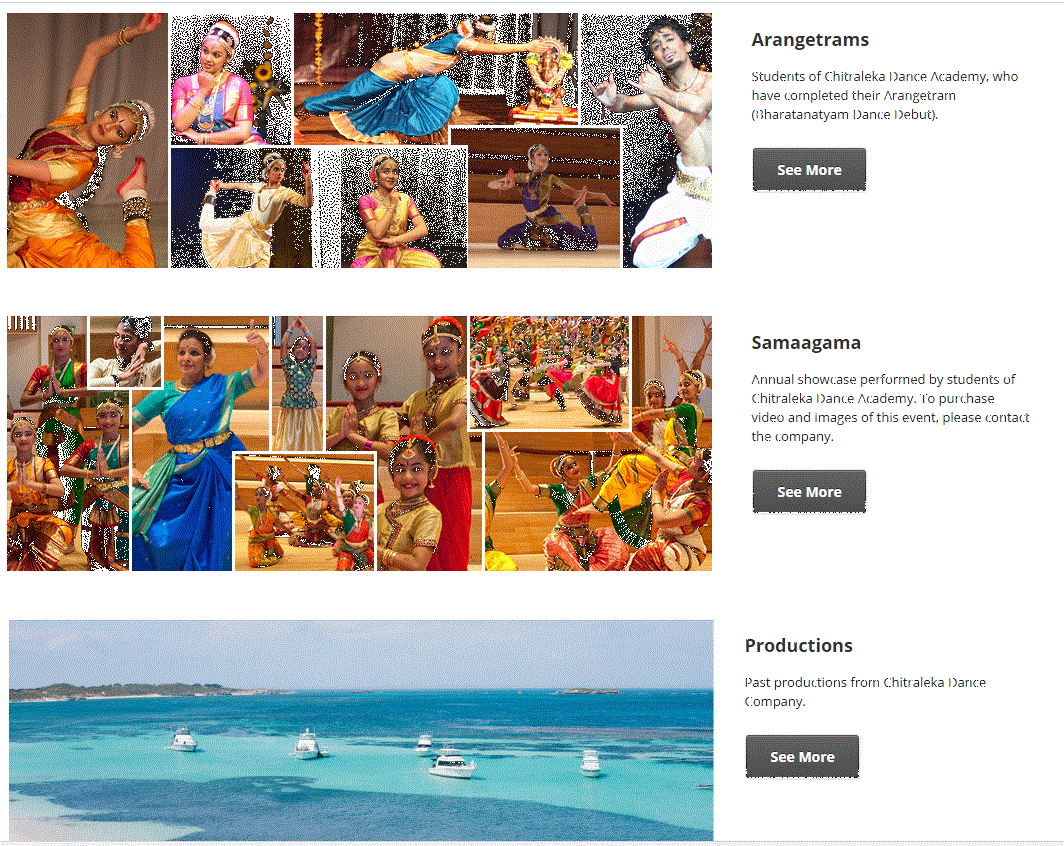 Arangetrams
Students of Chitraleka Dance Academy, who
have completed their Arangetram
(Bharatanatyam Dance Debut).
See More
Samaagama
Annual showcase performed by students of
Chitraleka Dance Academy. To purchase
video and images of this event, please contact
the company.
See More
Productions
Past productions from Chitraleka Dance
Company.
See More